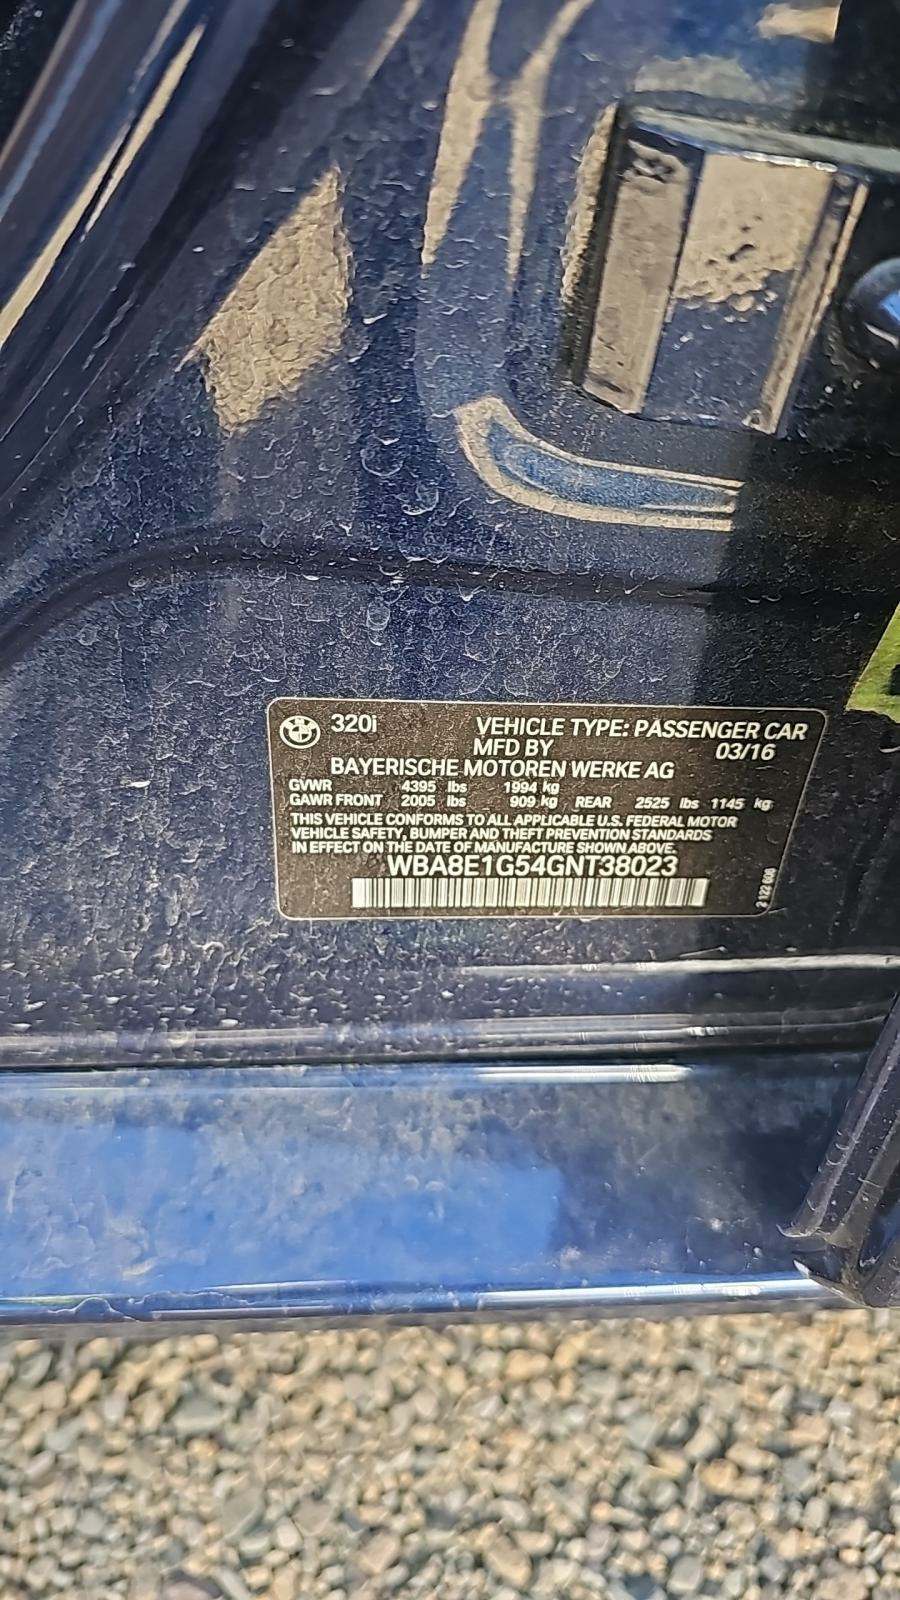 320i
VEHICLE TYPE: PASSENGER CAR
MFD BY 03/16
BAYERISCHE MOTOREN WERKE AG
GVWR 4395 lbs 1994 kg
GAWR FRONT 2005 lbs 909 kg REAR 2525 lbs 1145 kg
THIS VEHICLE CONFORMS TO ALL APPLICABLE U.S. FEDERAL MOTOR
VEHICLE SAFETY, BUMPER AND THEFT PREVENTION STANDARDS
IN EFFECT ON THE DATE OF MANUFACTURE SHOWN ABOVE.
WBA8E1G54GNT38023